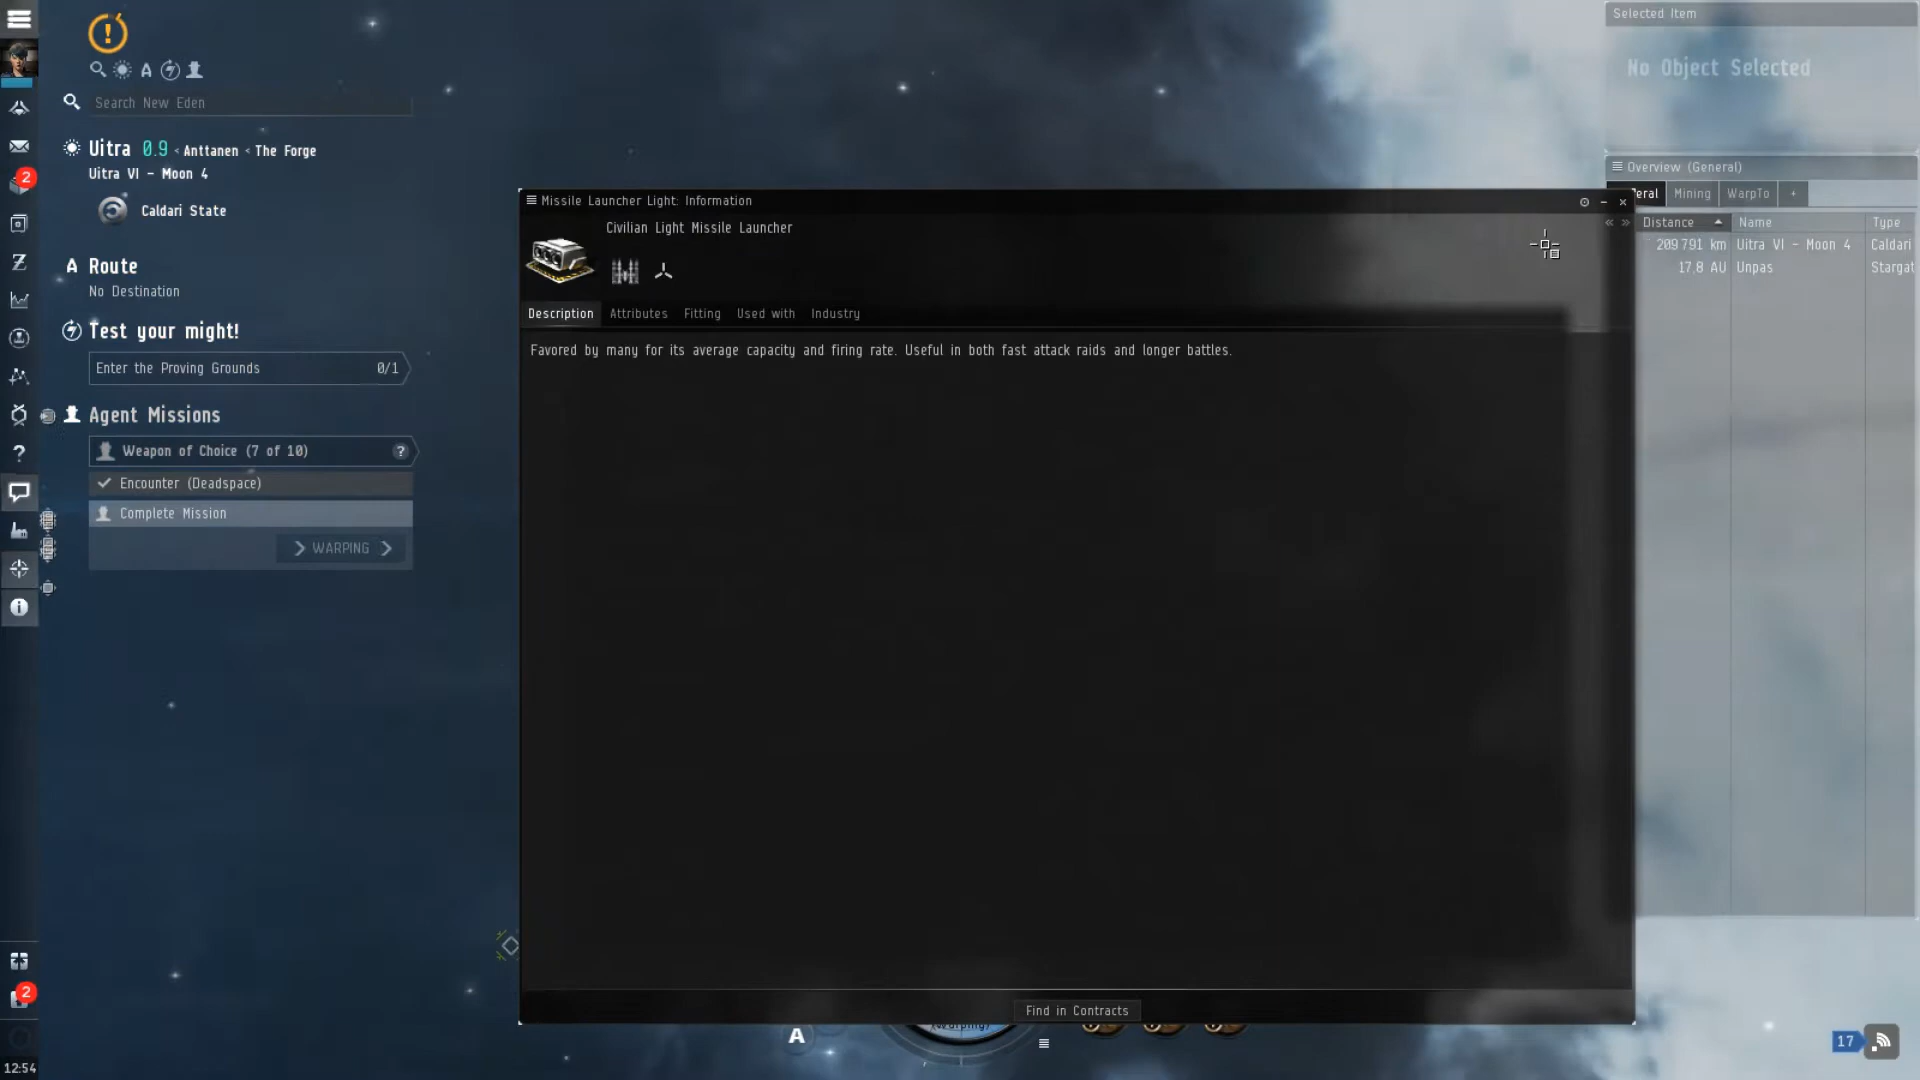 Search New Eden
Uitra 0.9 < Anttanen < The Forge
Uitra VI - Moon 4
Caldari State
Route
No Destination
Test your might!
Enter the Proving Grounds 0/1
Agent Missions
Weapon of Choice (7 of 10) ?
Encounter (Deadspace)
Complete Mission
WARPING
2
2
12:54
Missile Launcher Light: Information
Civilian Light Missile Launcher
Description Attributes Fitting Used with Industry
Favored by many for its average capacity and firing rate. Useful in both fast attack raids and longer battles.
Find in Contracts
(Warping)
A
Selected Item
No Object Selected
Overview (General)
Mining WarpTo +
Distance Name Type
209 791 km Uitra VI - Moon 4 Caldari
17.8 AU Unpas Stargat
17